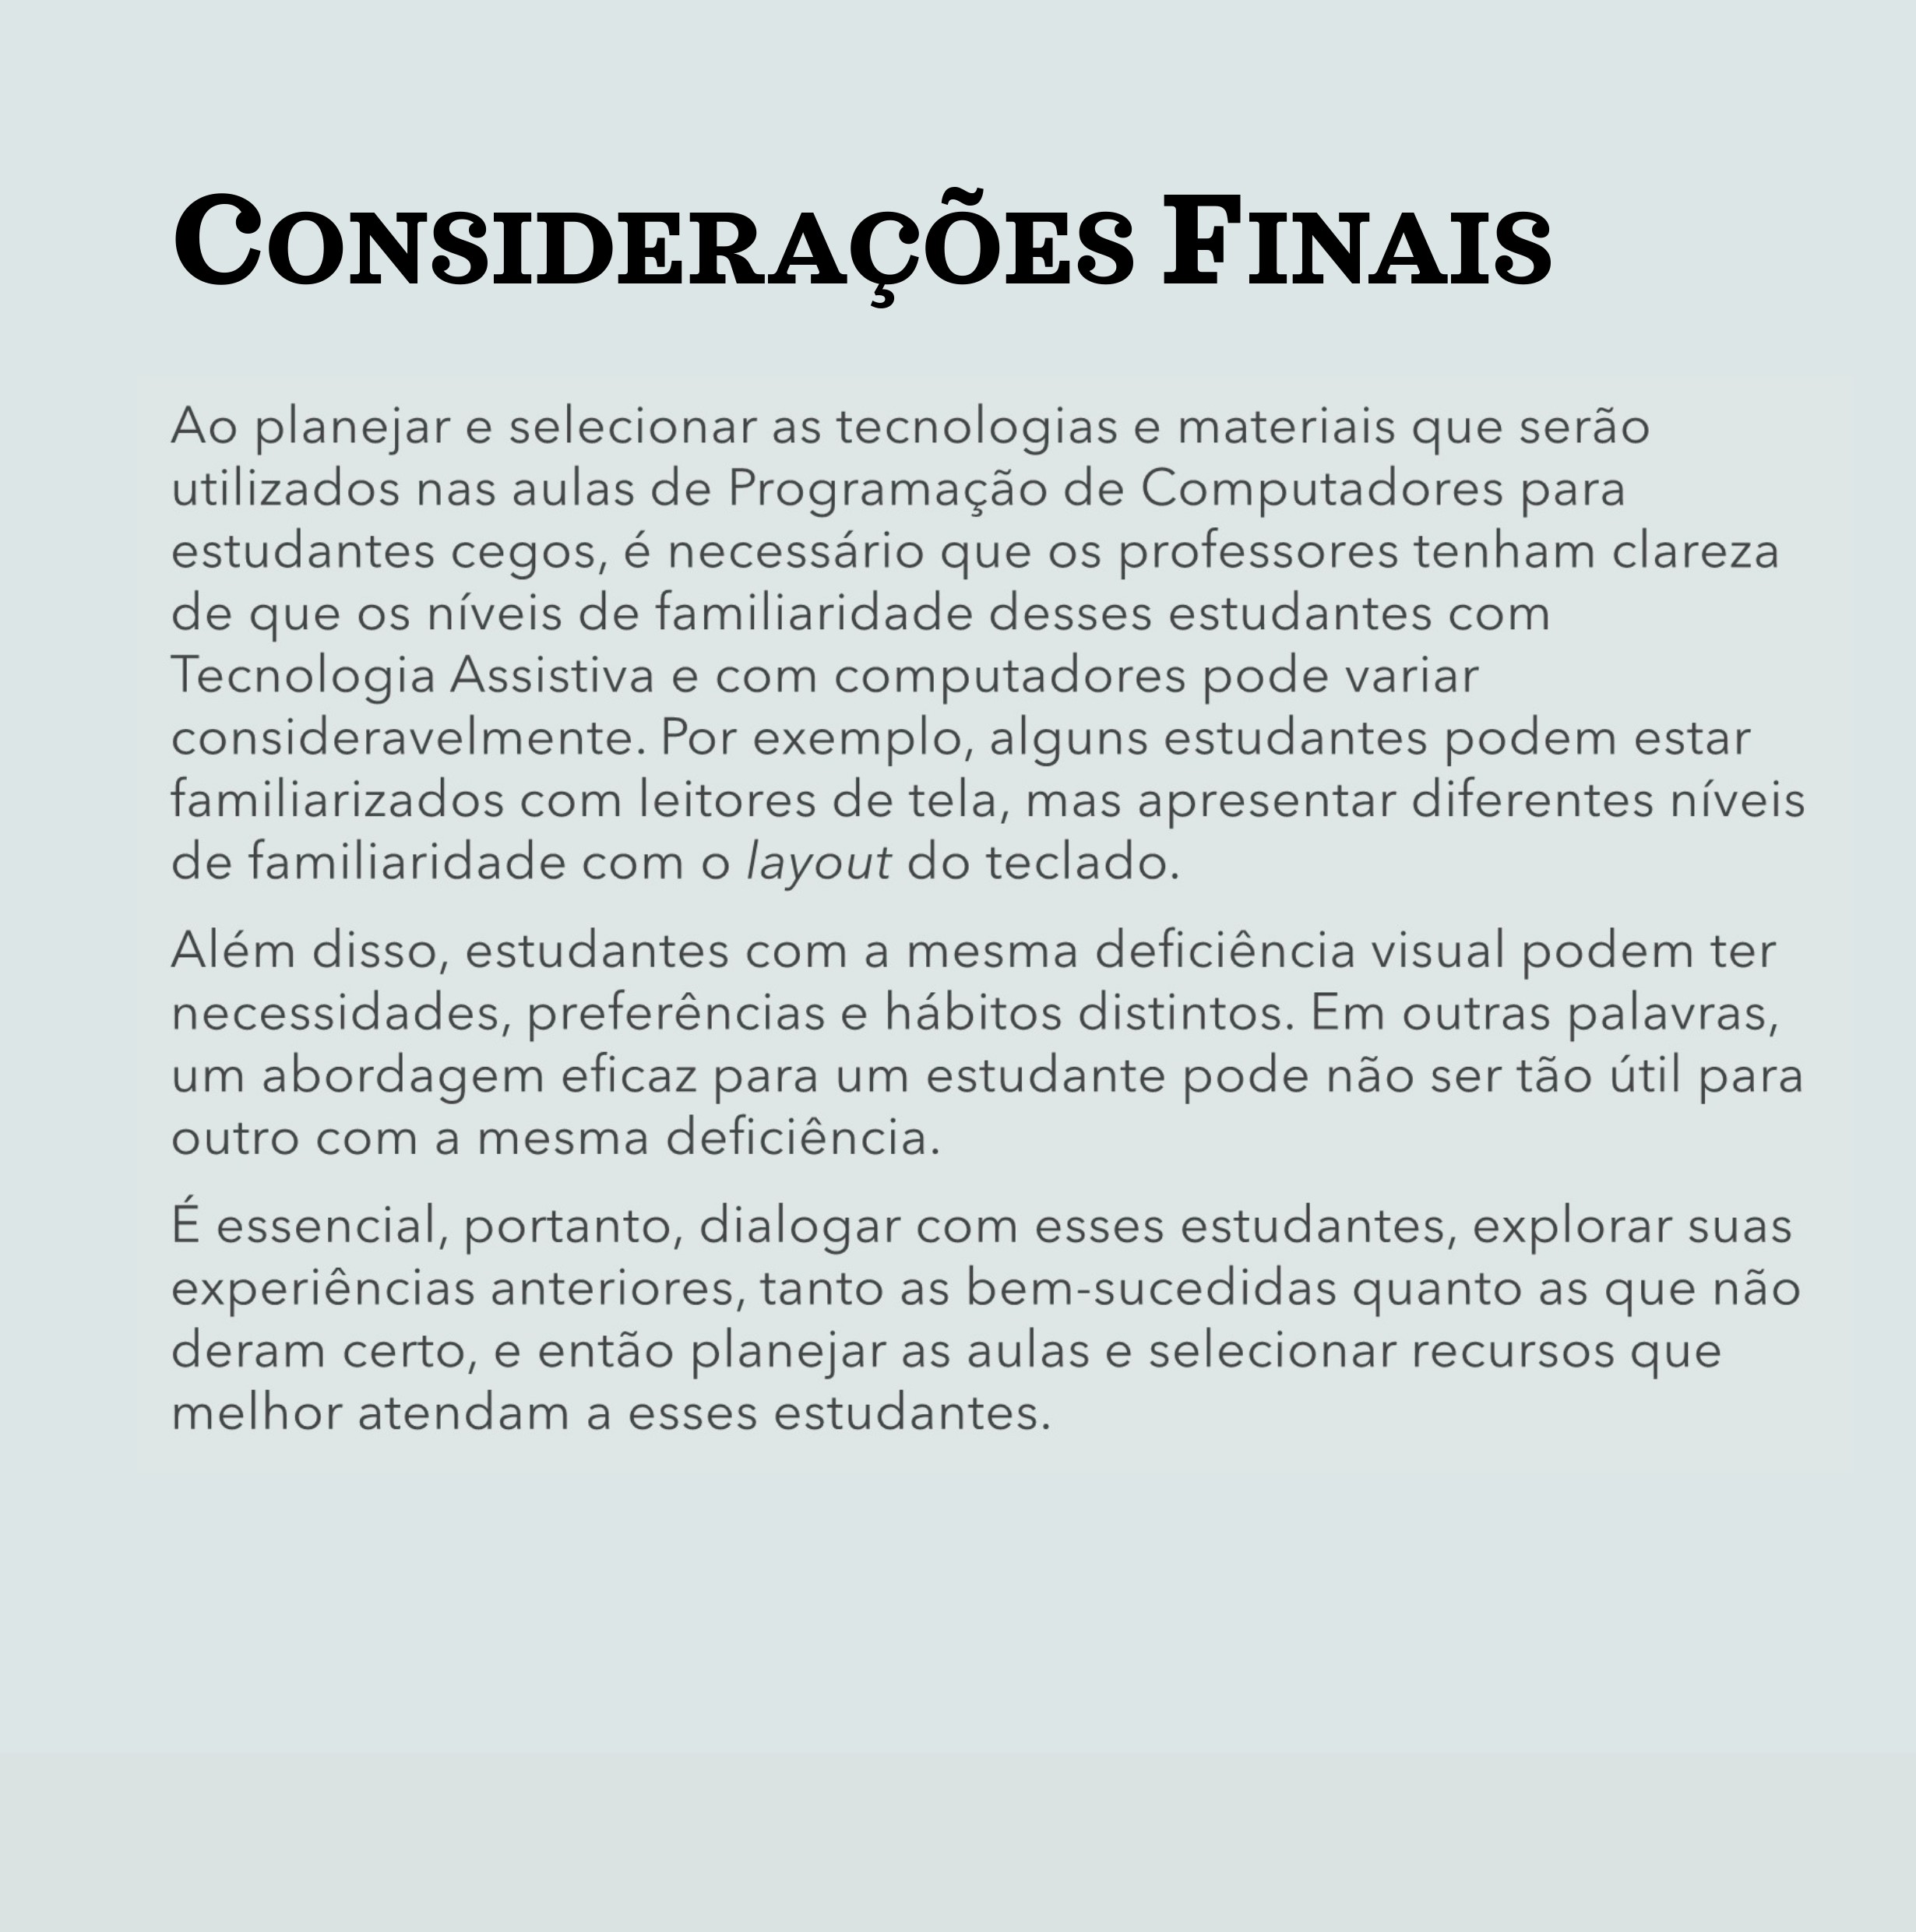 Considerações Finais
Ao planejar e selecionar as tecnologias e materiais que serão
utilizados nas aulas de Programação de Computadores para
estudantes cegos, é necessário que os professores tenham clareza
de que os níveis de familiaridade desses estudantes com
Tecnologia Assistiva e com computadores pode variar
consideravelmente. Por exemplo, alguns estudantes podem estar
familiarizados com leitores de tela, mas apresentar diferentes níveis
de familiaridade com o layout do teclado.
Além disso, estudantes com a mesma deficiência visual podem ter
necessidades, preferências e hábitos distintos. Em outras palavras,
um abordagem eficaz para um estudante pode não ser tão útil para
outro com a mesma deficiência.
É essencial, portanto, dialogar com esses estudantes, explorar suas
experiências anteriores, tanto as bem-sucedidas quanto as que não
deram certo, e então planejar as aulas e selecionar recursos que
melhor atendam a esses estudantes.